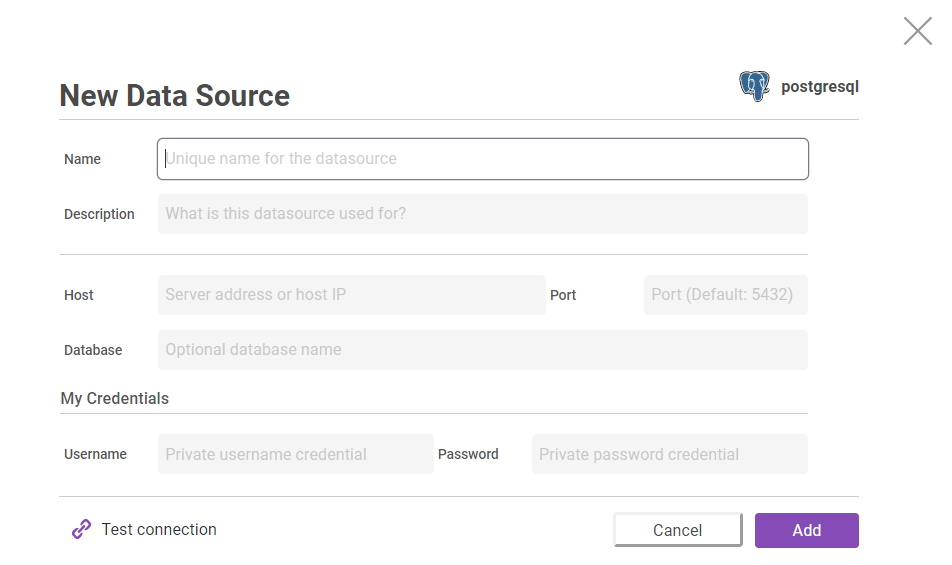 New Data Source
postgresql
Name Unique name for the datasource
Description What is this datasource used for?
Host Server address or host IP Port Port (Default: 5432)
Database Optional database name
My Credentials
Username Private username credential Password Private password credential
Test connection Cancel Add